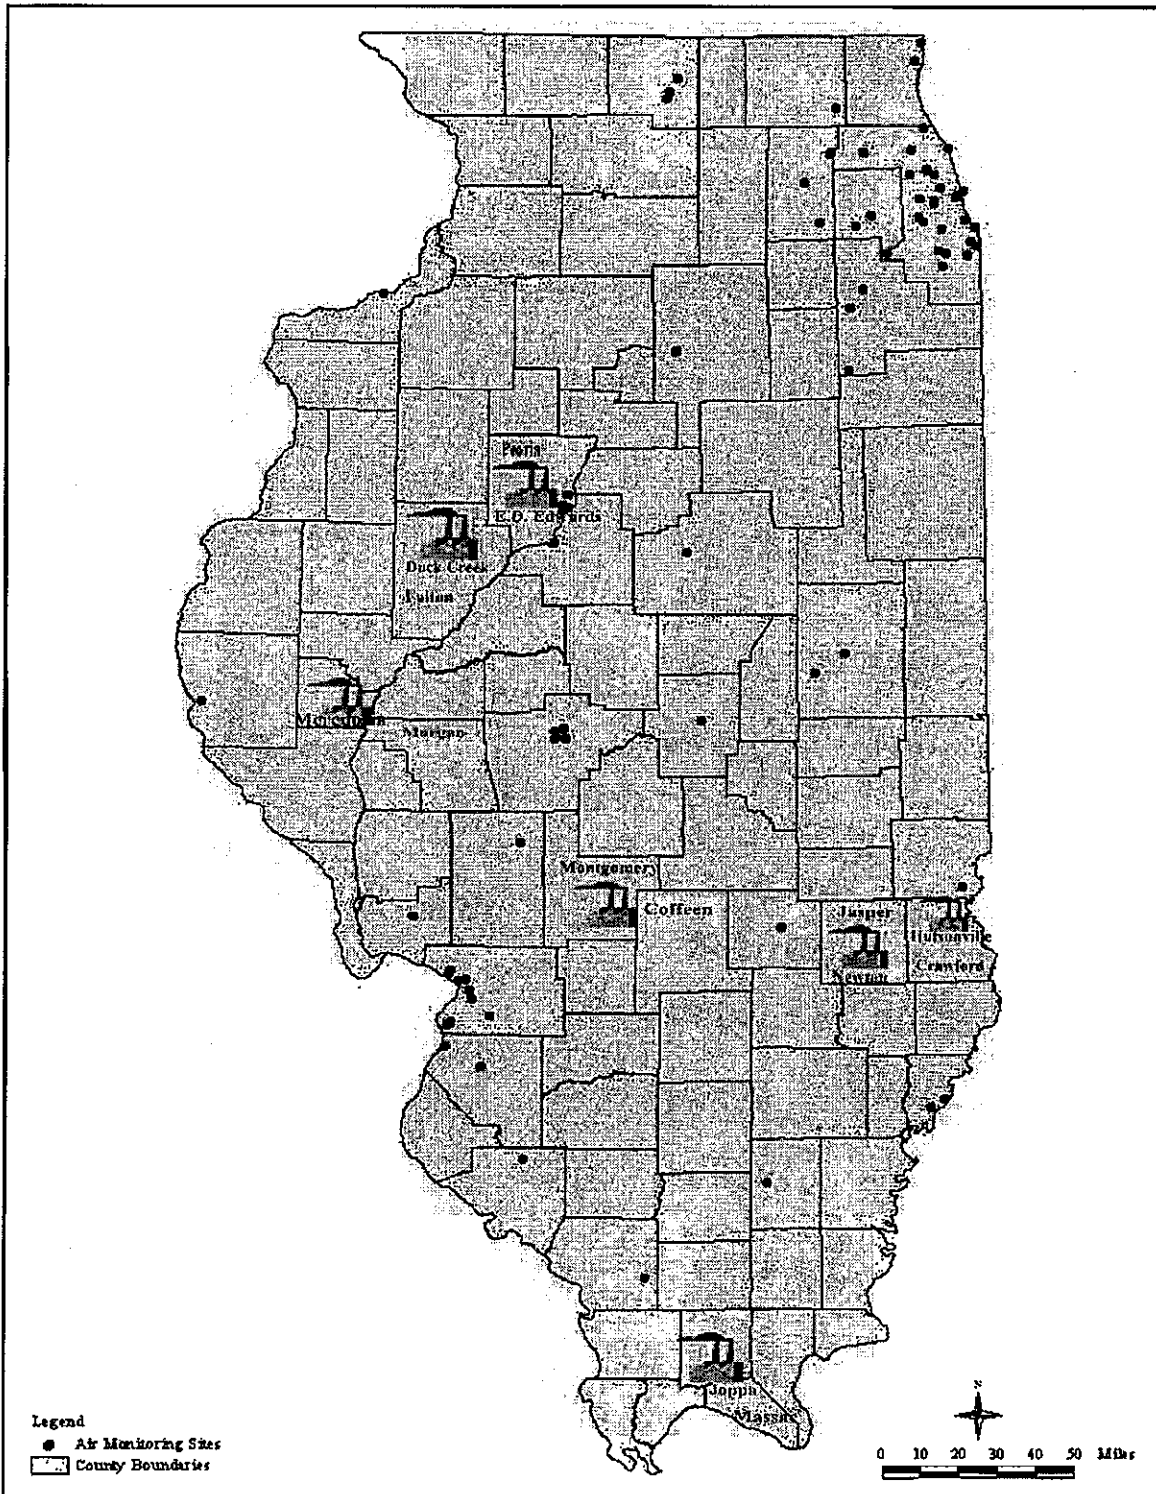 Peoria
E.D. Edwards
Duck Creek
Fulton
Meredosia
Morgan
Montgomery
Coffeen
Jasper
Newton
Hutsonville
Crawford
Joppa
Massac
N
Legend
Air Monitoring Sites
County Boundaries
0 10 20 30 40 50 Miles